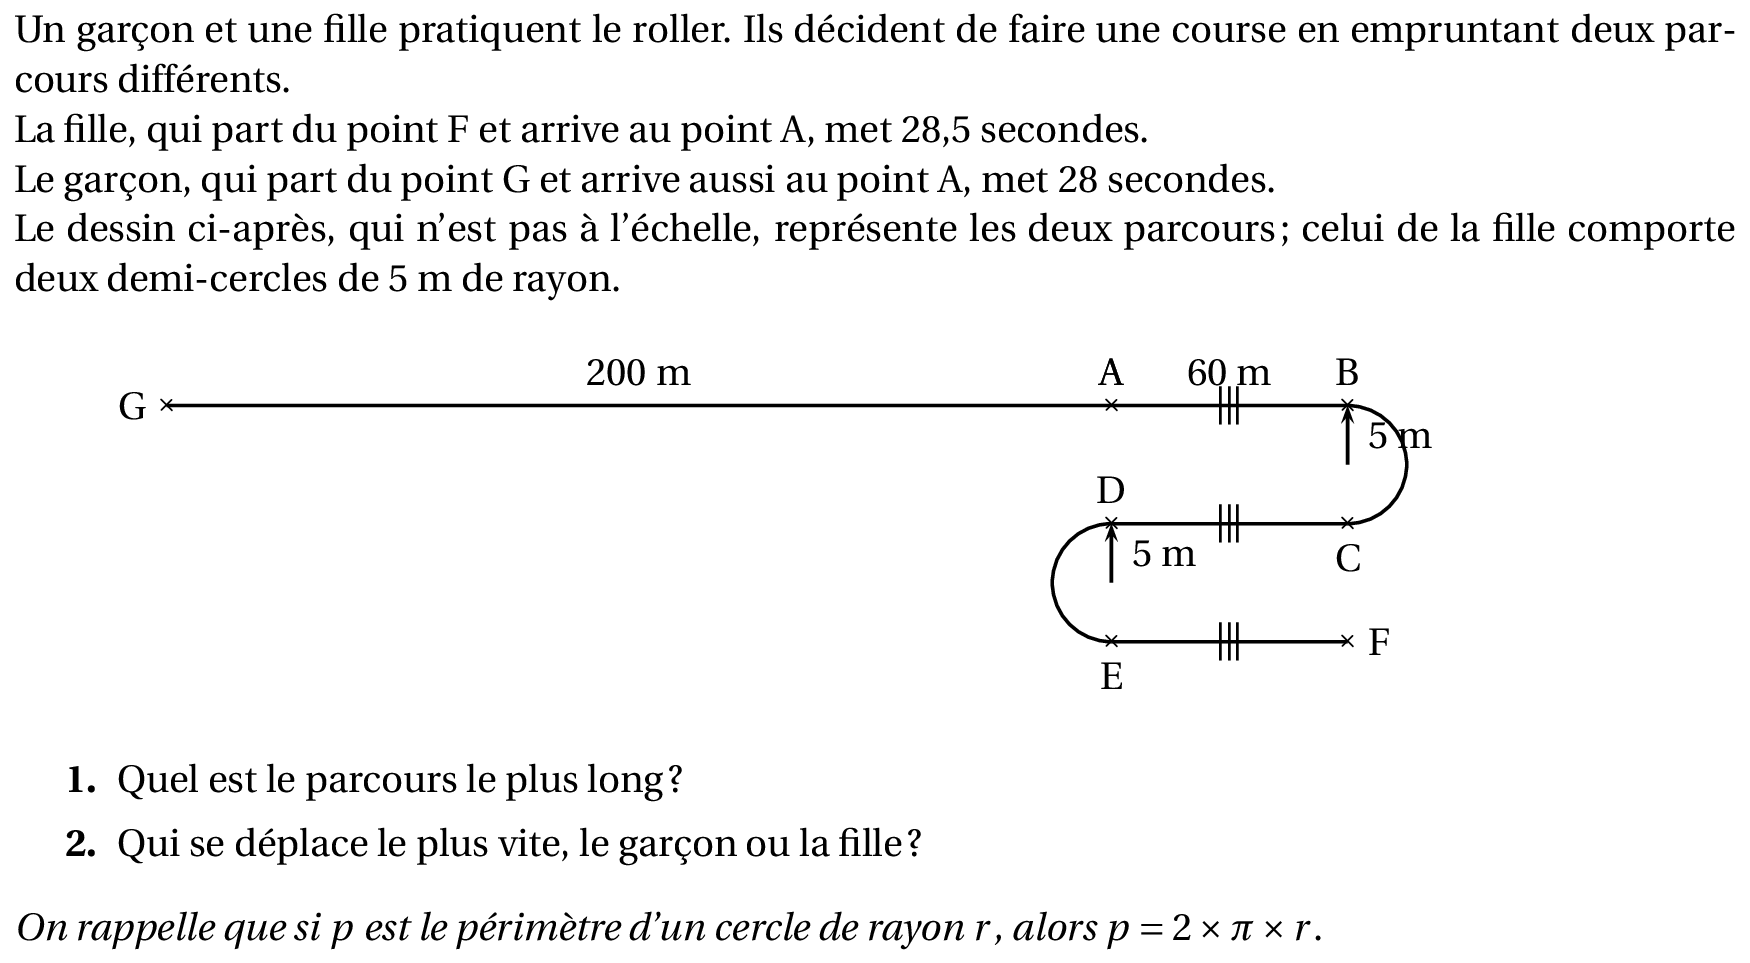 Un garçon et une fille pratiquent le roller. Ils décident de faire une course en empruntant deux par-
cours différents.
La fille, qui part du point F et arrive au point A, met 28,5 secondes.
Le garçon, qui part du point G et arrive aussi au point A, met 28 secondes.
Le dessin ci-après, qui n'est pas à l'échelle, représente les deux parcours ; celui de la fille comporte
deux demi-cercles de 5 m de rayon.
200 m A 60 m B
G
5 m
D
5 m C
F
E
1. Quel est le parcours le plus long ?
2. Qui se déplace le plus vite, le garçon ou la fille ?
On rappelle que si p est le périmètre d'un cercle de rayon r, alors p = 2 × π × r.